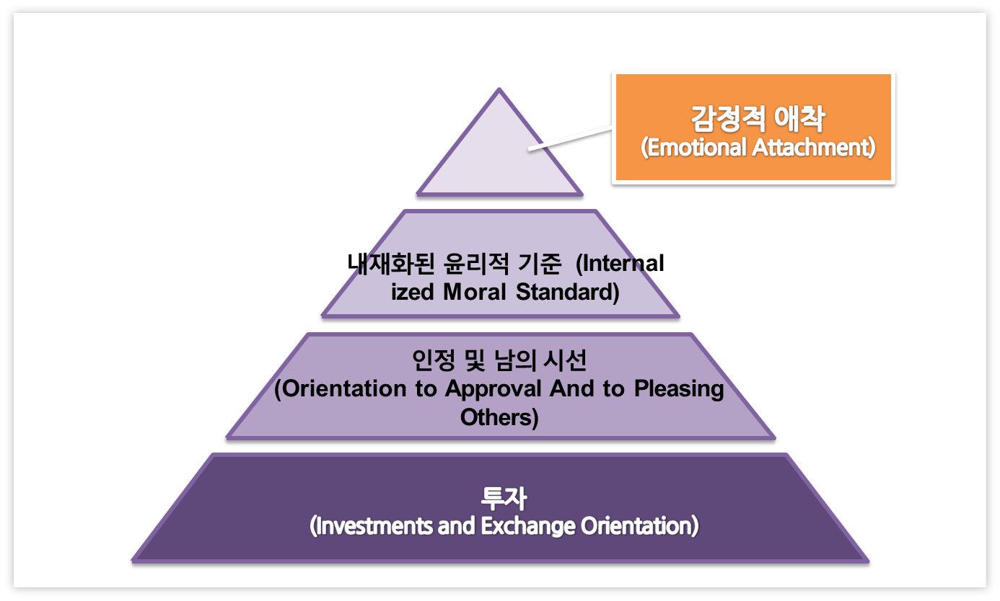 감정적 애착
(Emotional Attachment)
내재화된 윤리적 기준 (Internal
ized Moral Standard)
인정 및 남의 시선
(Orientation to Approval And to Pleasing
Others)
투자
(Investments and Exchange Orientation)